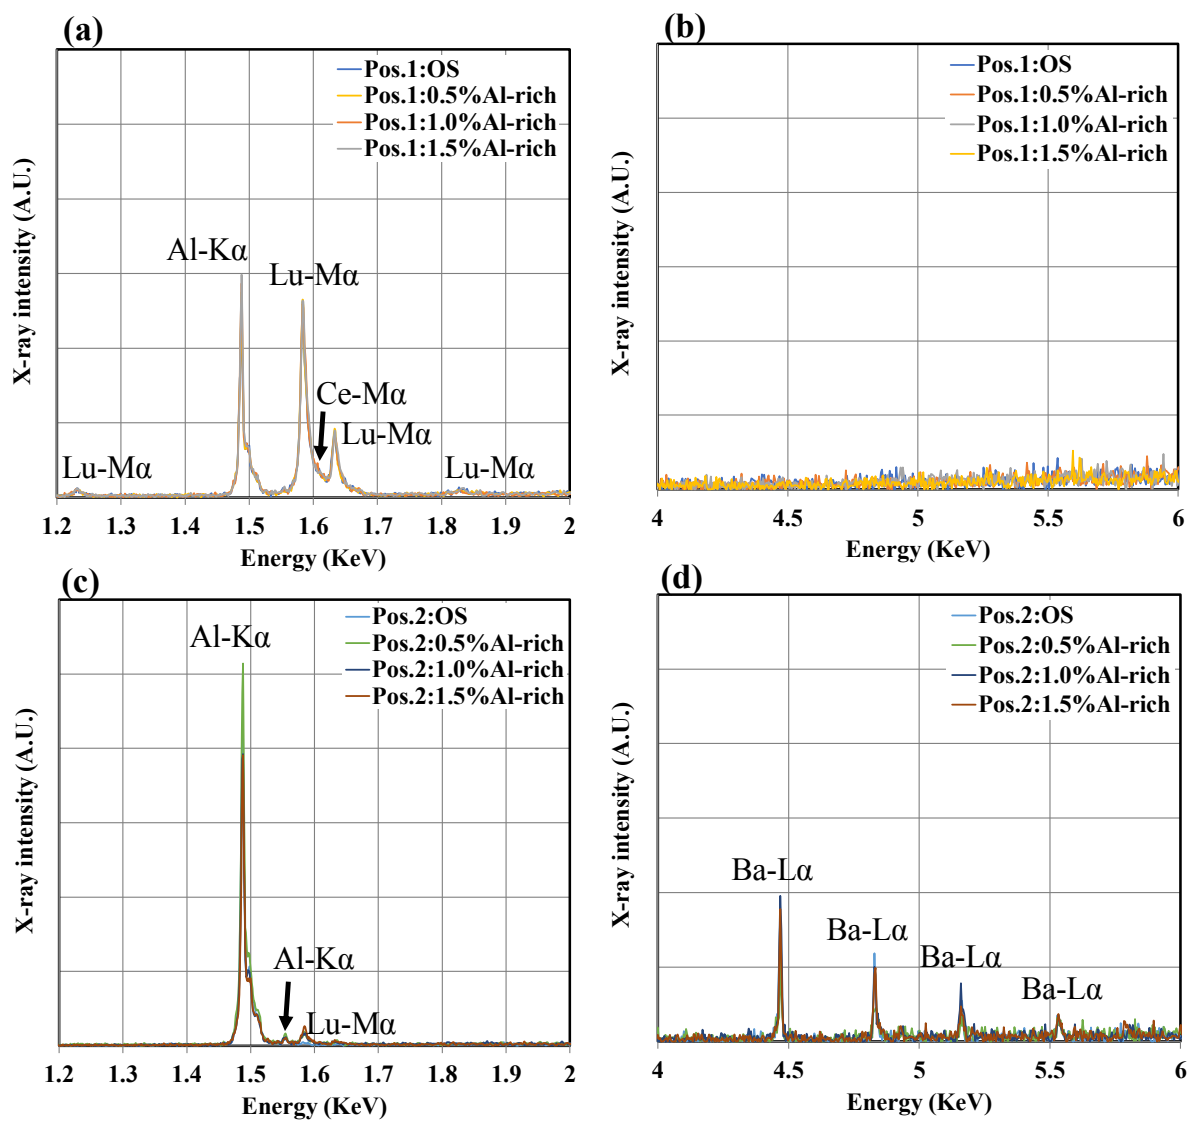 (a)
Pos.1:OS
Pos.1:0.5%Al-rich
Pos.1:1.0%Al-rich
Pos.1:1.5%Al-rich
Al-Kα
Lu-Mα
Ce-Mα
Lu-Mα
Lu-Mα
Lu-Mα
X-ray intensity (A.U.)
1.2 1.3 1.4 1.5 1.6 1.7 1.8 1.9 2
Energy (KeV)
(b)
Pos.1:OS
Pos.1:0.5%Al-rich
Pos.1:1.0%Al-rich
Pos.1:1.5%Al-rich
X-ray intensity (A.U.)
4 4.5 5 5.5 6
Energy (KeV)
(c)
Pos.2:OS
Pos.2:0.5%Al-rich
Pos.2:1.0%Al-rich
Pos.2:1.5%Al-rich
Al-Kα
Al-Kα
Lu-Mα
X-ray intensity (A.U.)
1.2 1.3 1.4 1.5 1.6 1.7 1.8 1.9 2
Energy (KeV)
(d)
Pos.2:OS
Pos.2:0.5%Al-rich
Pos.2:1.0%Al-rich
Pos.2:1.5%Al-rich
Ba-Lα
Ba-Lα
Ba-Lα
Ba-Lα
X-ray intensity (A.U.)
4 4.5 5 5.5 6
Energy (KeV)